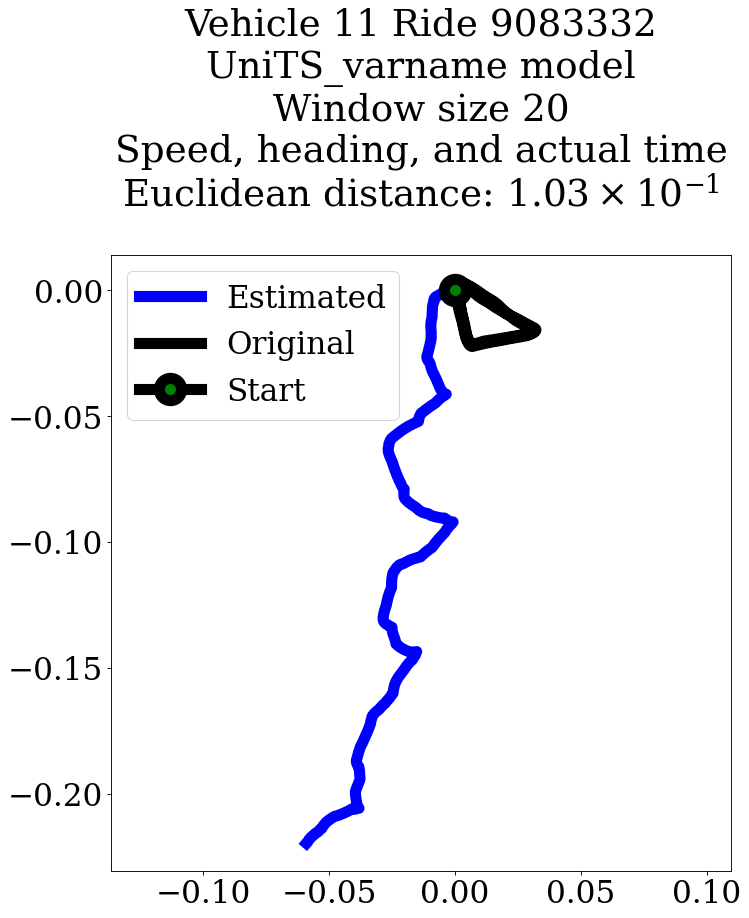 Vehicle 11 Ride 9083332
UniTS_varname model
Window size 20
Speed, heading, and actual time
Euclidean distance: 1.03 × 10⁻¹
Estimated
Original
Start
0.00
−0.05
−0.10
−0.15
−0.20
−0.10 −0.05 0.00 0.05 0.10